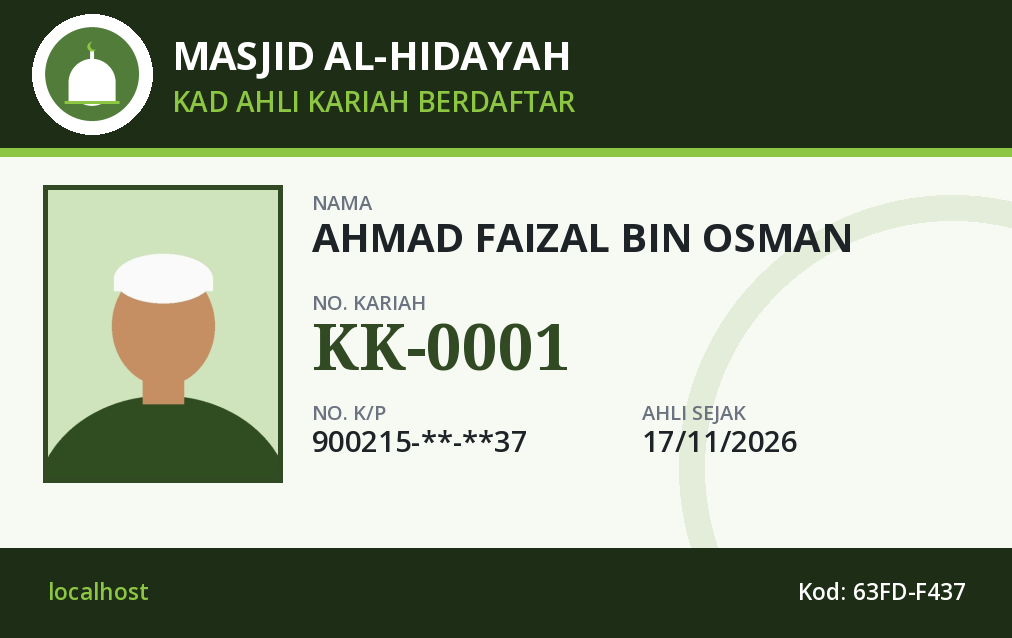 MASJID AL-HIDAYAH
KAD AHLI KARIAH BERDAFTAR
NAMA
AHMAD FAIZAL BIN OSMAN
NO. KARIAH
KK-0001
NO. K/P
900215-**-**37
AHLI SEJAK
17/11/2026
localhost
Kod: 63FD-F437